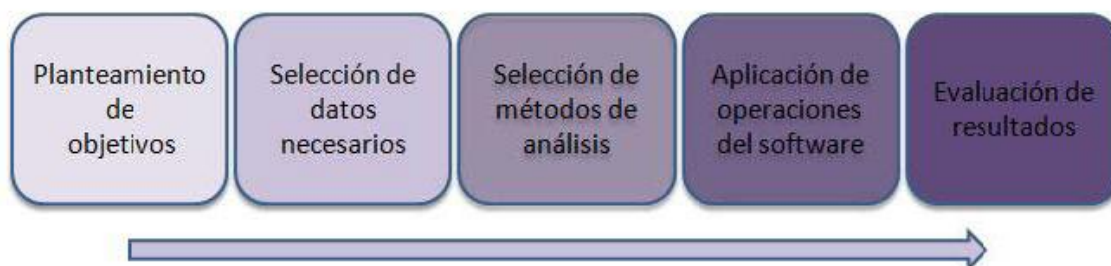 Planteamiento
de
objetivos
Selección de
datos
necesarios
Selección de
métodos de
análisis
Aplicación de
operaciones
del software
Evaluación de
resultados